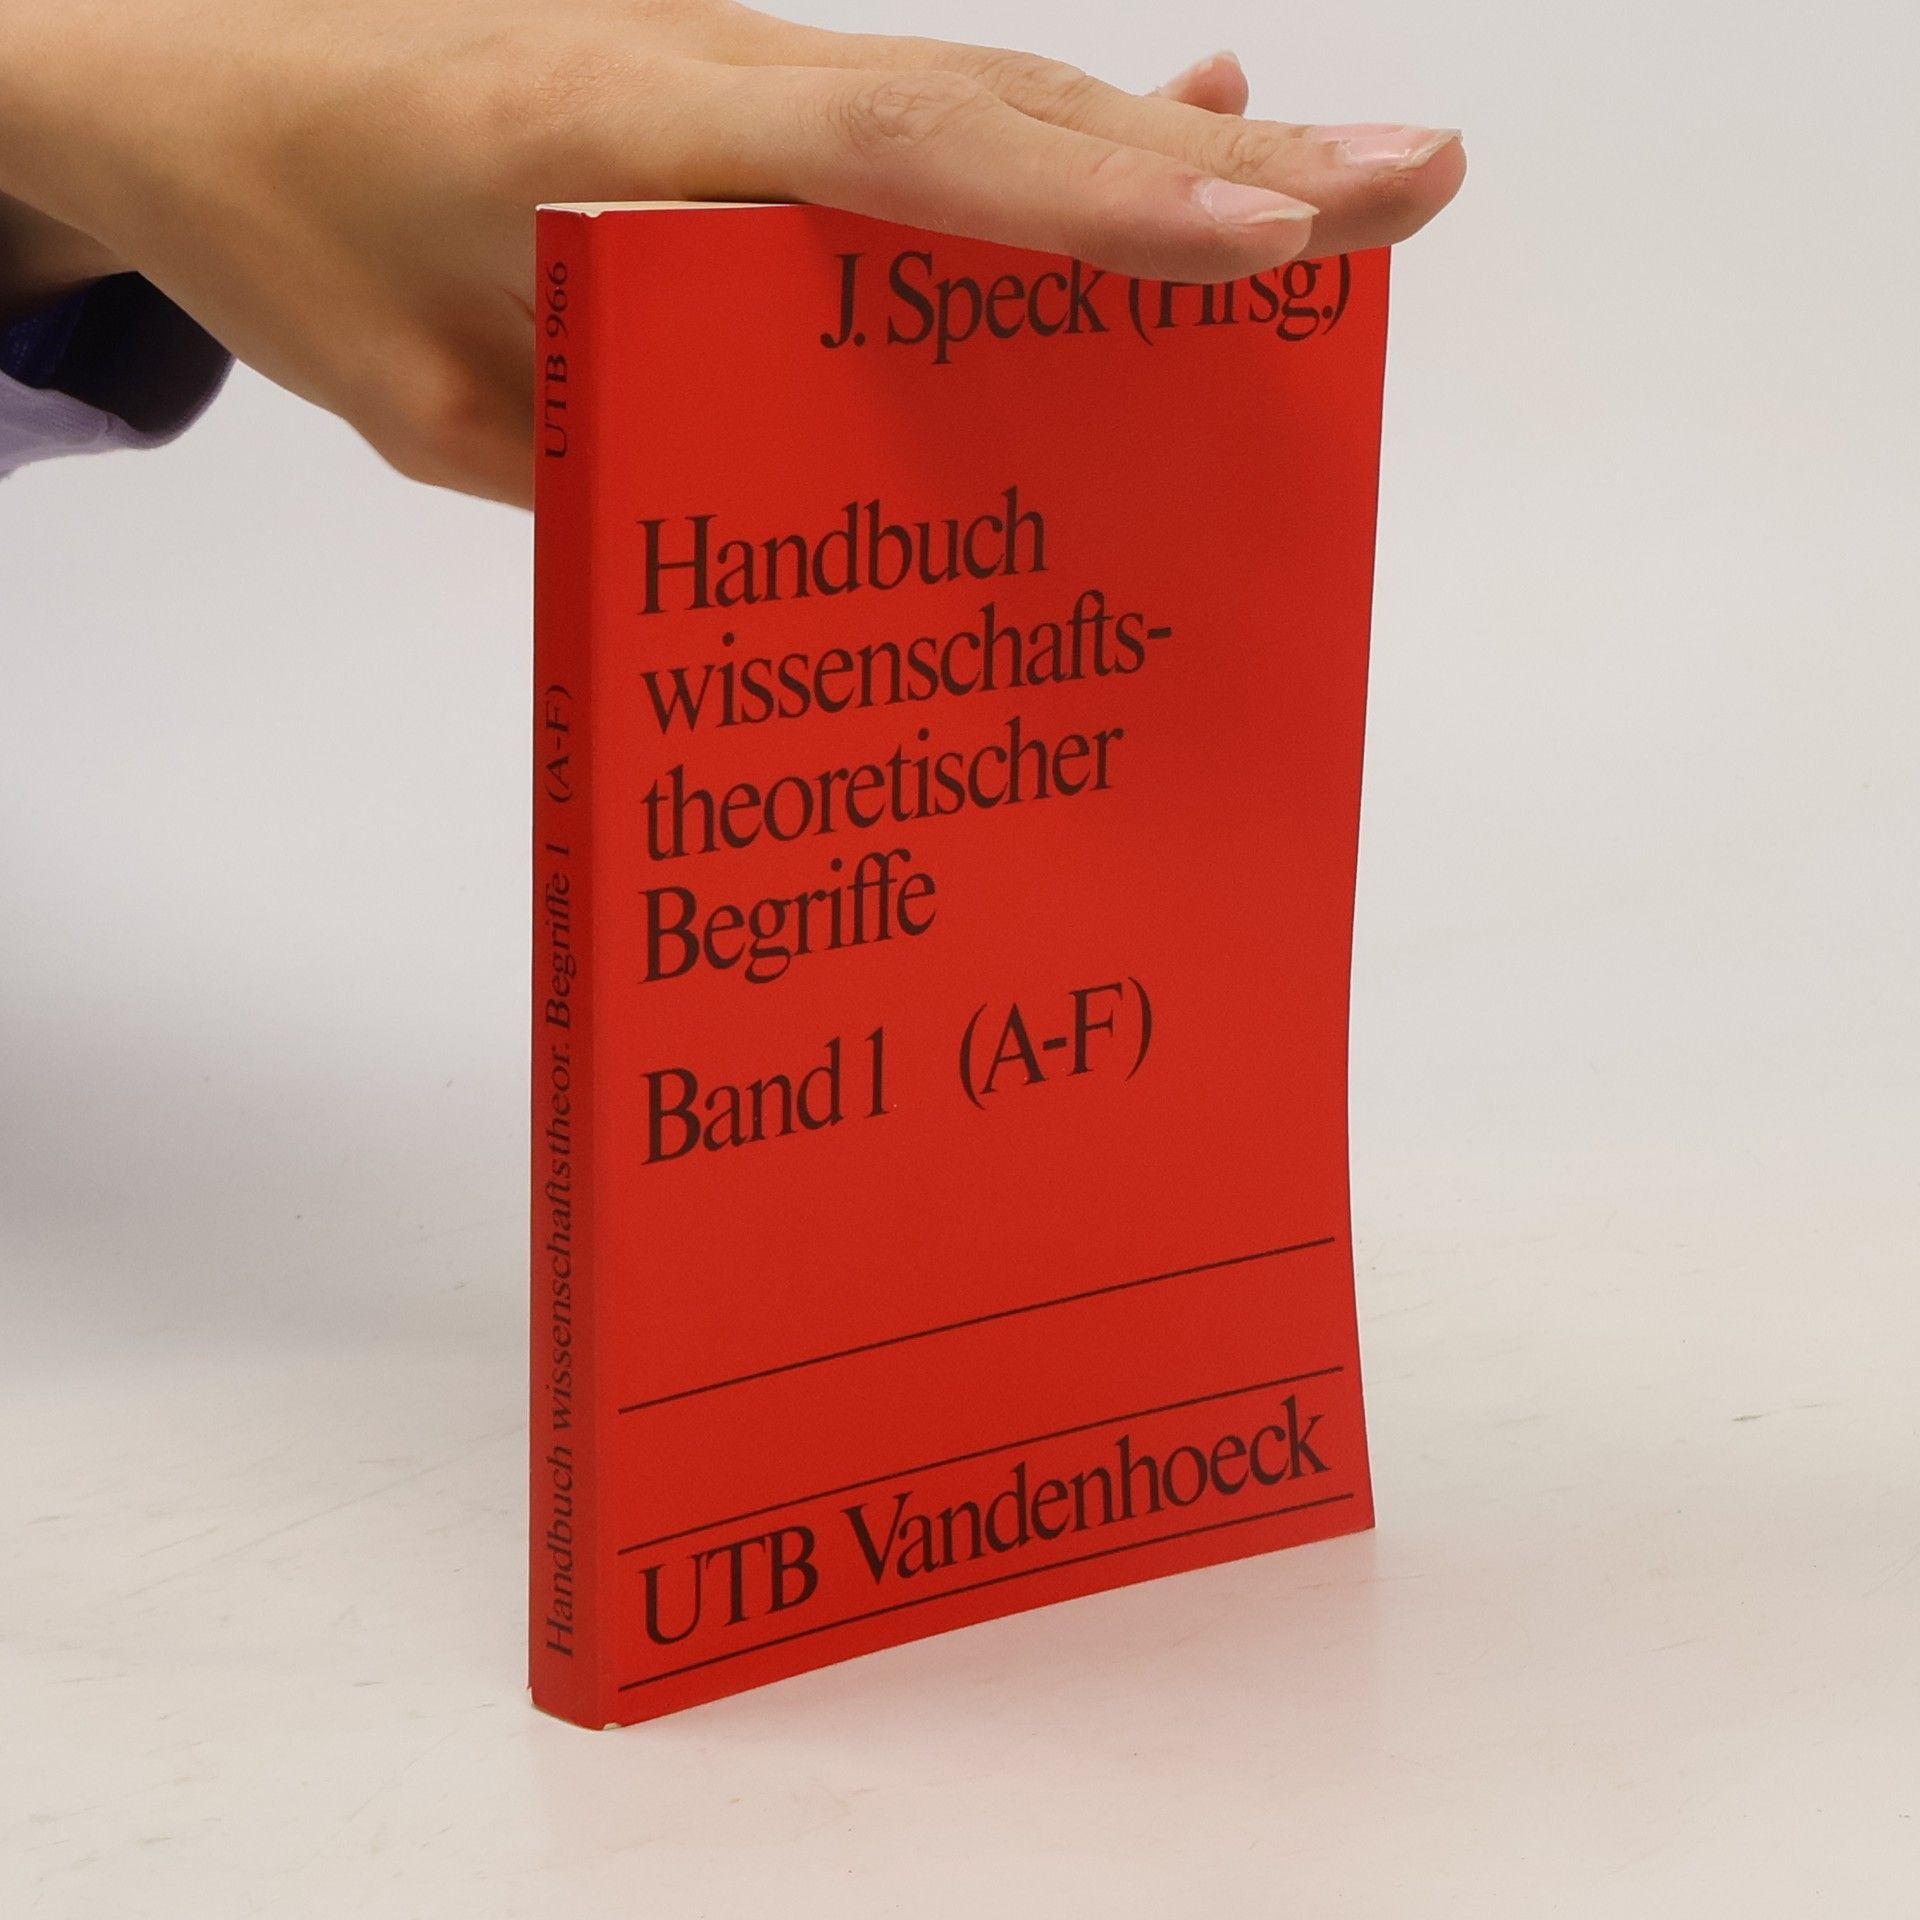 J. Speck (Hrsg.)
Handbuch
wissenschafts-
theoretischer
Begriffe
Band 1 (A-F)
UTB Vandenhoeck
Handbuch wissenschaftstheor. Begriffe 1 (A-F) UTB 966